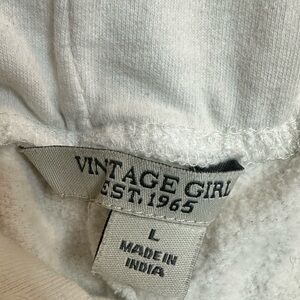 VINTAGE GIRL
EST. 1965
L
MADE IN
INDIA